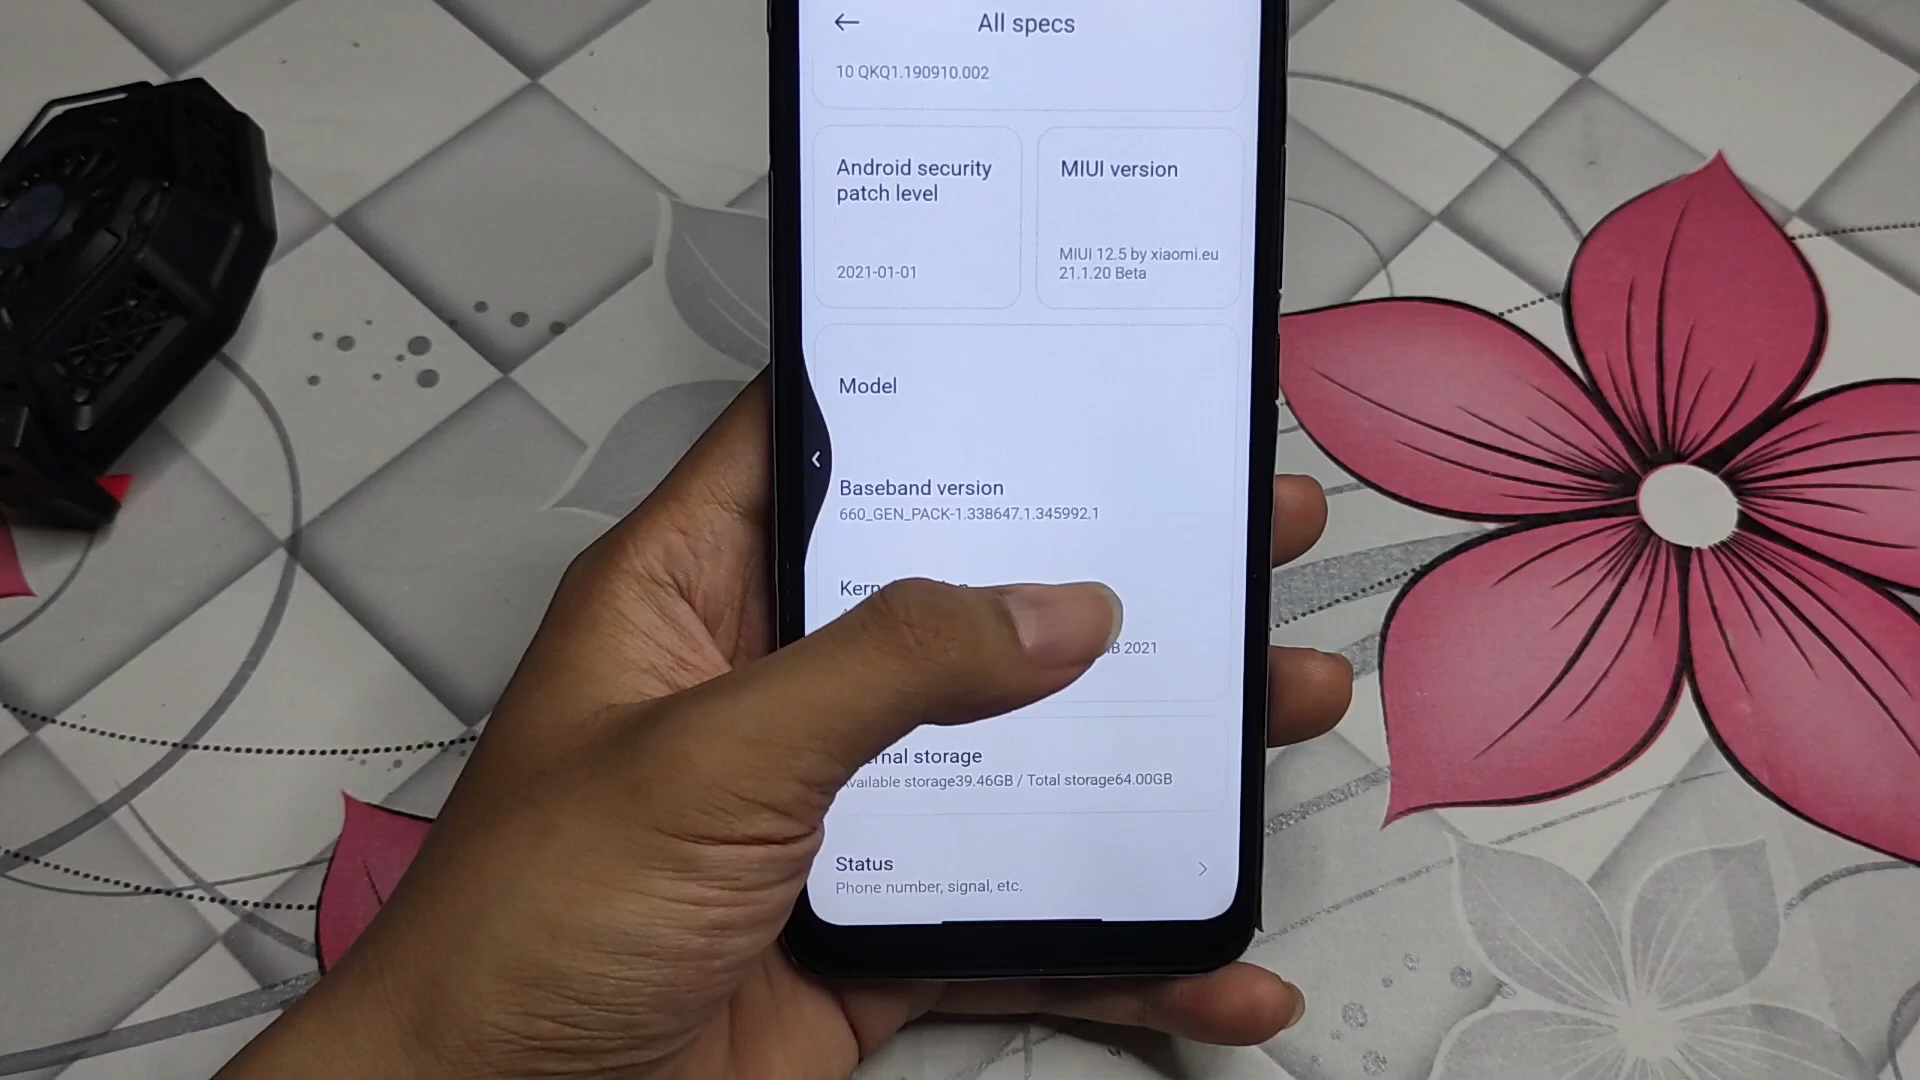 All specs
10 QKQ1.190910.002
Android security
patch level
2021-01-01
MIUI version
MIUI 12.5 by xiaomi.eu
21.1.20 Beta
Model
Baseband version
660_GEN_PACK-1.338647.1.345992.1
2021
storage
storage39.46GB / Total storage64.00GB
Status
Phone number, signal, etc.